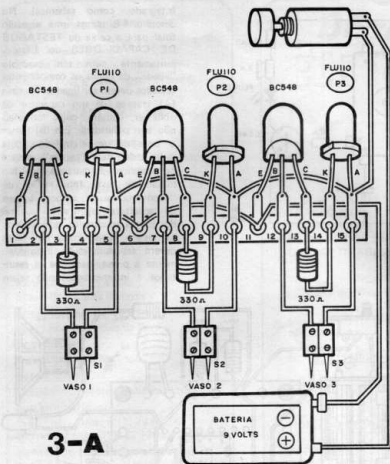 BC548
FLU110
P1
BC548
FLU110
P2
BC548
FLU110
P3
E B C K A E B C K A E B C K A
1 2 3 4 5 6 7 8 9 10 11 12 13 14 15
330Ω 330Ω 330Ω
S1 S2 S3
VASO 1 VASO 2 VASO 3
BATERIA
9 VOLTS
3-A